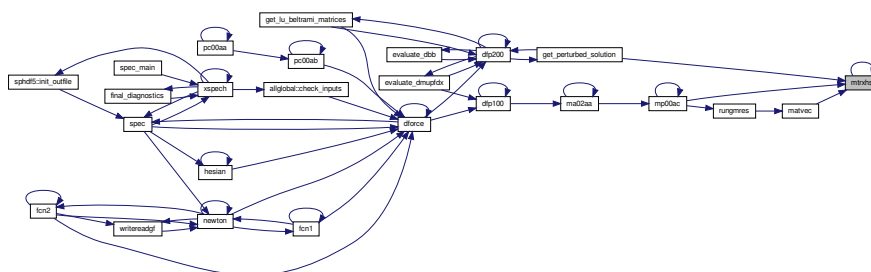 get_lu_beltrami_matrices
pc00aa
evaluate_dbb
dfp200
get_perturbed_solution
pc00ab
spec_main
sphdf5::init_outfile
evaluate_dmupfdx
mtrxhs
final_diagnostics
xspech
allglobal::check_inputs
dfp100
ma02aa
mp00ac
rungmres
matvec
spec
dforce
hesian
fcn2
writereadgf
newton
fcn1